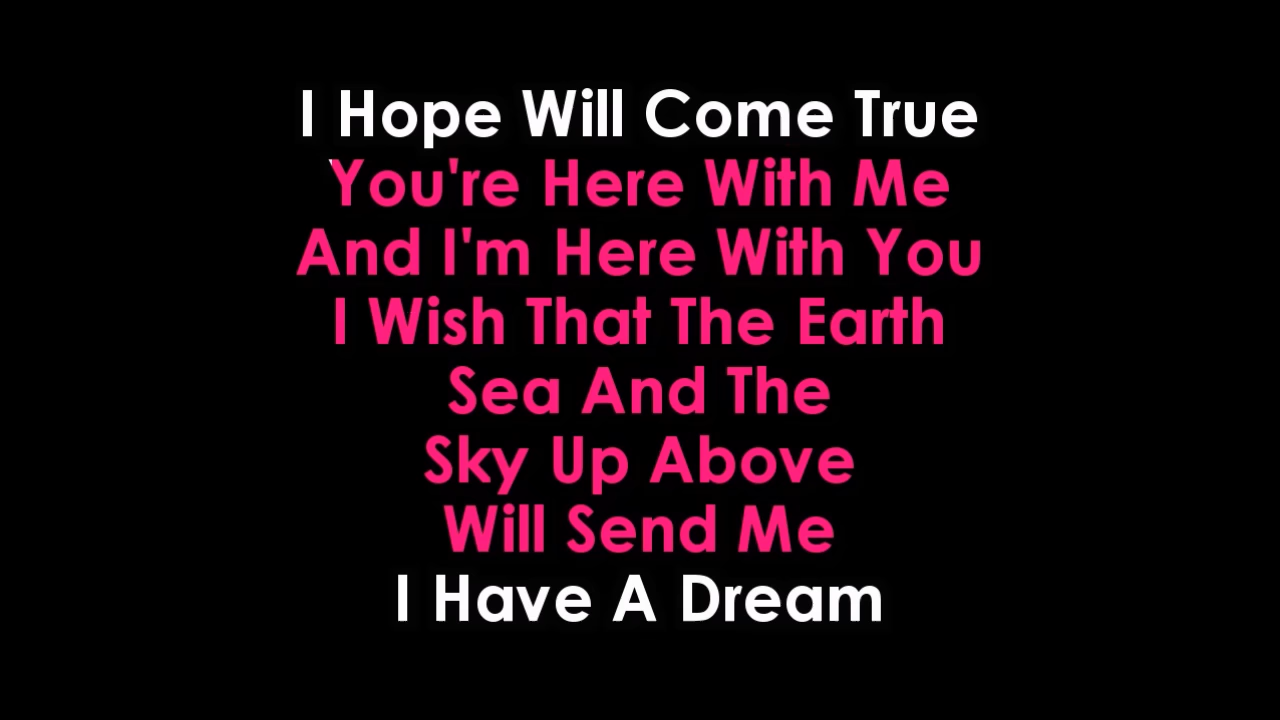 I Hope Will Come True
You're Here With Me
And I'm Here With You
I Wish That The Earth
Sea And The
Sky Up Above
Will Send Me
I Have A Dream